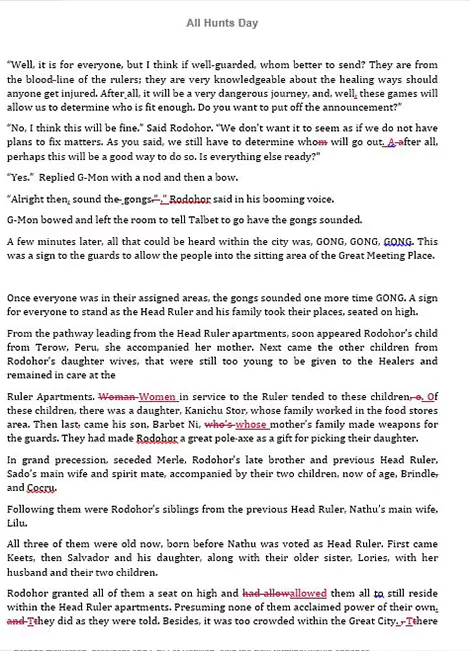 All Hunts Day
“Well, it is for everyone, but I think if well-guarded, whom better to send? They are from
the blood-line of the rulers; they are very knowledgeable about the healing ways should
anyone get injured. After all, it will be a very dangerous journey, and, well, these games will
allow us to determine who is fit enough. Do you want to put off the announcement?”
“No, I think this will be fine.” Said Rodohor. “We don’t want it to seem as if we do not have
plans to fix matters. As you said, we still have to determine whom will go out. A after all,
perhaps this will be a good way to do so. Is everything else ready?”
“Yes.” Replied G-Mon with a nod and then a bow.
“Alright then, sound the gongs.”,” Rodohor said in his booming voice.
G-Mon bowed and left the room to tell Talbet to go have the gongs sounded.
A few minutes later, all that could be heard within the city was, GONG, GONG, GONG. This
was a sign to the guards to allow the people into the sitting area of the Great Meeting Place.
Once everyone was in their assigned areas, the gongs sounded one more time GONG. A sign
for everyone to stand as the Head Ruler and his family took their places, seated on high.
From the pathway leading from the Head Ruler apartments, soon appeared Rodohor’s child
from Terow, Peru, she accompanied her mother. Next came the other children from
Rodohor’s daughter wives, that were still too young to be given to the Healers and
remained in care at the
Ruler Apartments. Woman Women in service to the Ruler tended to these children, o. Of
these children, there was a daughter, Kanichu Stor, whose family worked in the food stores
area. Then last, came his son, Barbet Ni, who’s whose mother’s family made weapons for
the guards. They had made Rodohor a great pole-axe as a gift for picking their daughter.
In grand precession, seceded Merle, Rodohor’s late brother and previous Head Ruler,
Sado’s main wife and spirit mate, accompanied by their two children, now of age, Brindle,
and Cocru.
Following them were Rodohor’s siblings from the previous Head Ruler, Nathu’s main wife,
Lilu.
All three of them were old now, born before Nathu was voted as Head Ruler. First came
Keets, then Salvador and his daughter, along with their older sister, Lories, with her
husband and their two children.
Rodohor granted all of them a seat on high and had allowallowed them all to still reside
within the Head Ruler apartments. Presuming none of them acclaimed power of their own,
and Tthey did as they were told. Besides, it was too crowded within the Great City. , Tthere